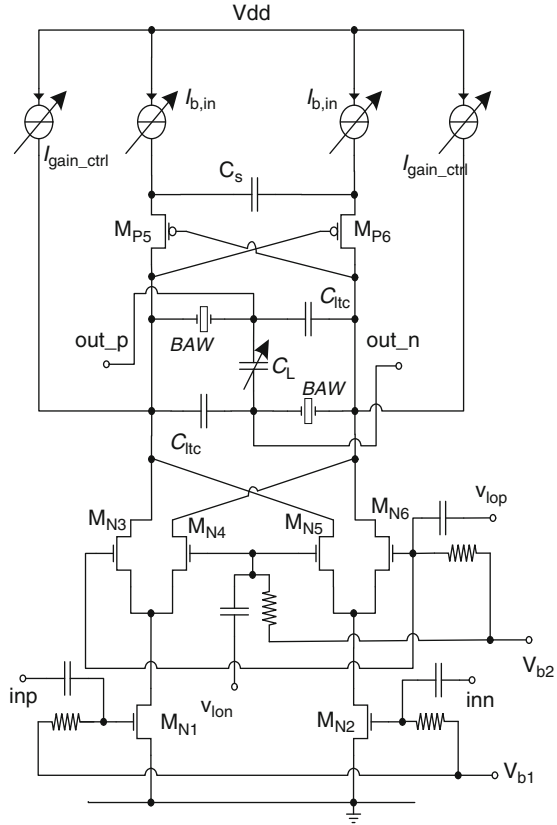 Vdd
I_b,in
I_b,in
I_gain_ctrl
I_gain_ctrl
C_s
M_P5
M_P6
C_ltc
out_p
BAW
out_n
C_L
BAW
C_ltc
M_N3
M_N4
M_N5
M_N6
v_lop
V_b2
v_lon
inp
inn
M_N1
M_N2
V_b1